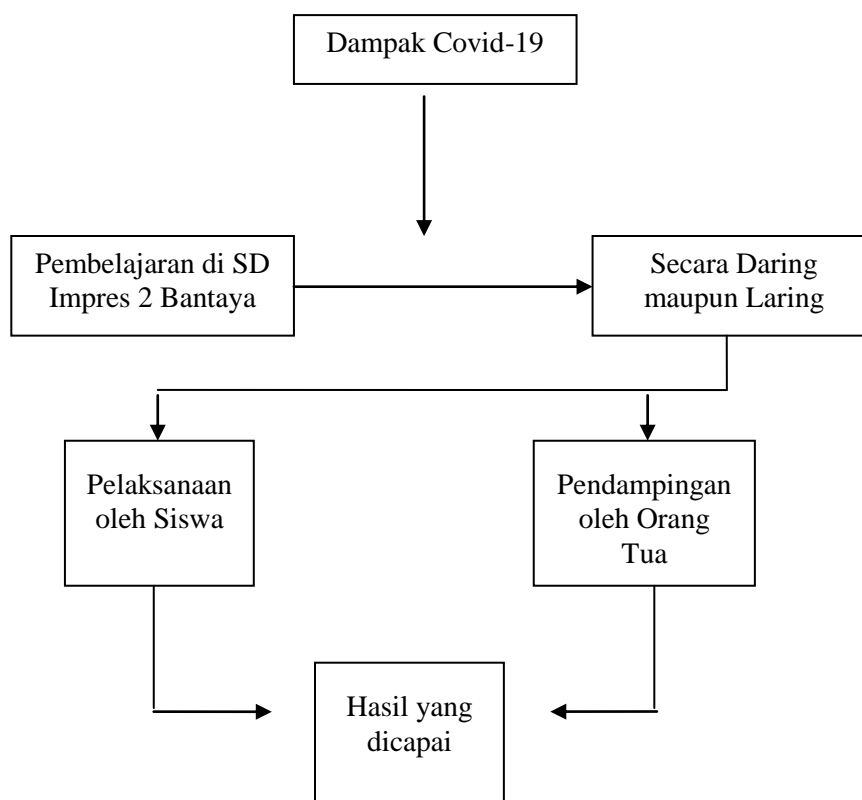 Dampak Covid-19
Pembelajaran di SD
Impres 2 Bantaya
Secara Daring
maupun Laring
Pelaksanaan
oleh Siswa
Pendampingan
oleh Orang
Tua
Hasil yang
dicapai